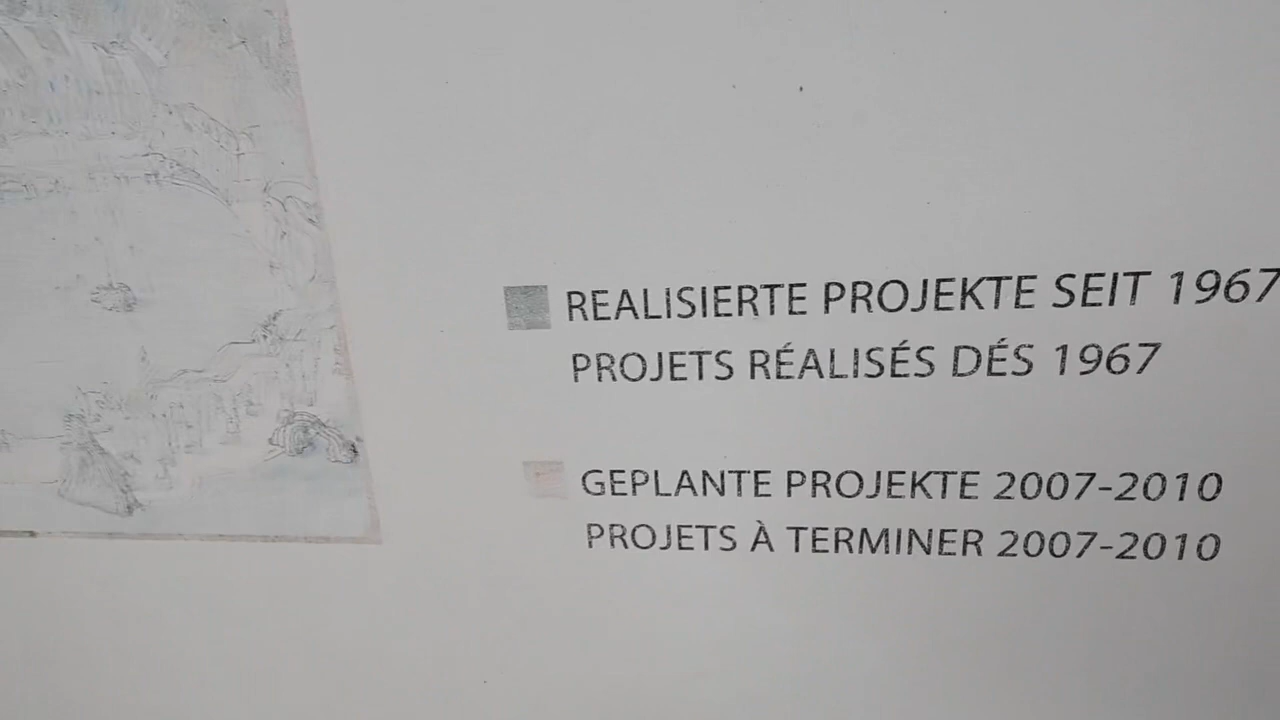 REALISIERTE PROJEKTE SEIT 1967
PROJETS RÉALISÉS DÉS 1967
GEPLANTE PROJEKTE 2007-2010
PROJETS À TERMINER 2007-2010